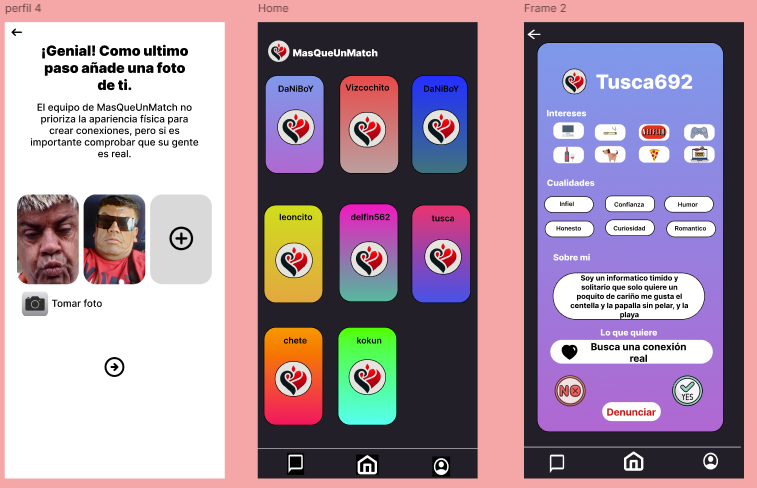 perfil 4
¡Genial! Como ultimo
paso añade una foto
de ti.
El equipo de MasQueUnMatch no
prioriza la apariencia física para
crear conexiones, pero si es
importante comprobar que su gente
es real.
Tomar foto
Home
MasQueUnMatch
DaNiBoY
Vizcochito
DaNiBoY
leoncito
delfin562
tusca
chete
kokun
Frame 2
Tusca692
Intereses
NETFLIX
Cualidades
Infiel
Confianza
Humor
Honesto
Curiosidad
Romantico
Sobre mi
Soy un informatico timido y
solitario que solo quiere un
poquito de cariño me gusta el
centella y la papalla sin pelar, y la
playa
Lo que quiere
Busca una conexión
real
NO
YES
Denunciar